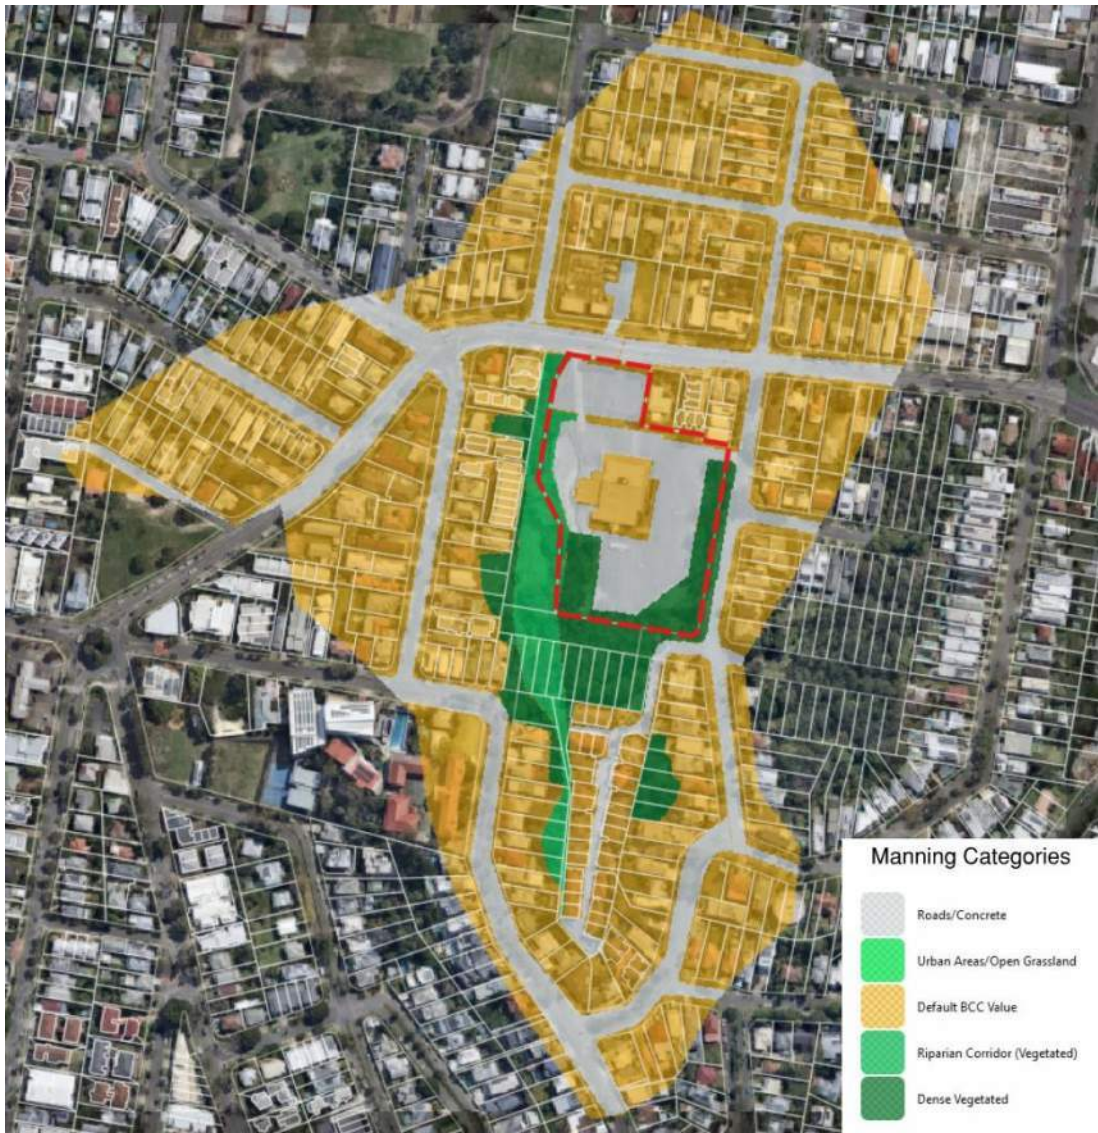 Manning Categories
Roads/Concrete
Urban Areas/Open Grassland
Default BCC Value
Riparian Corridor (Vegetated)
Dense Vegetated